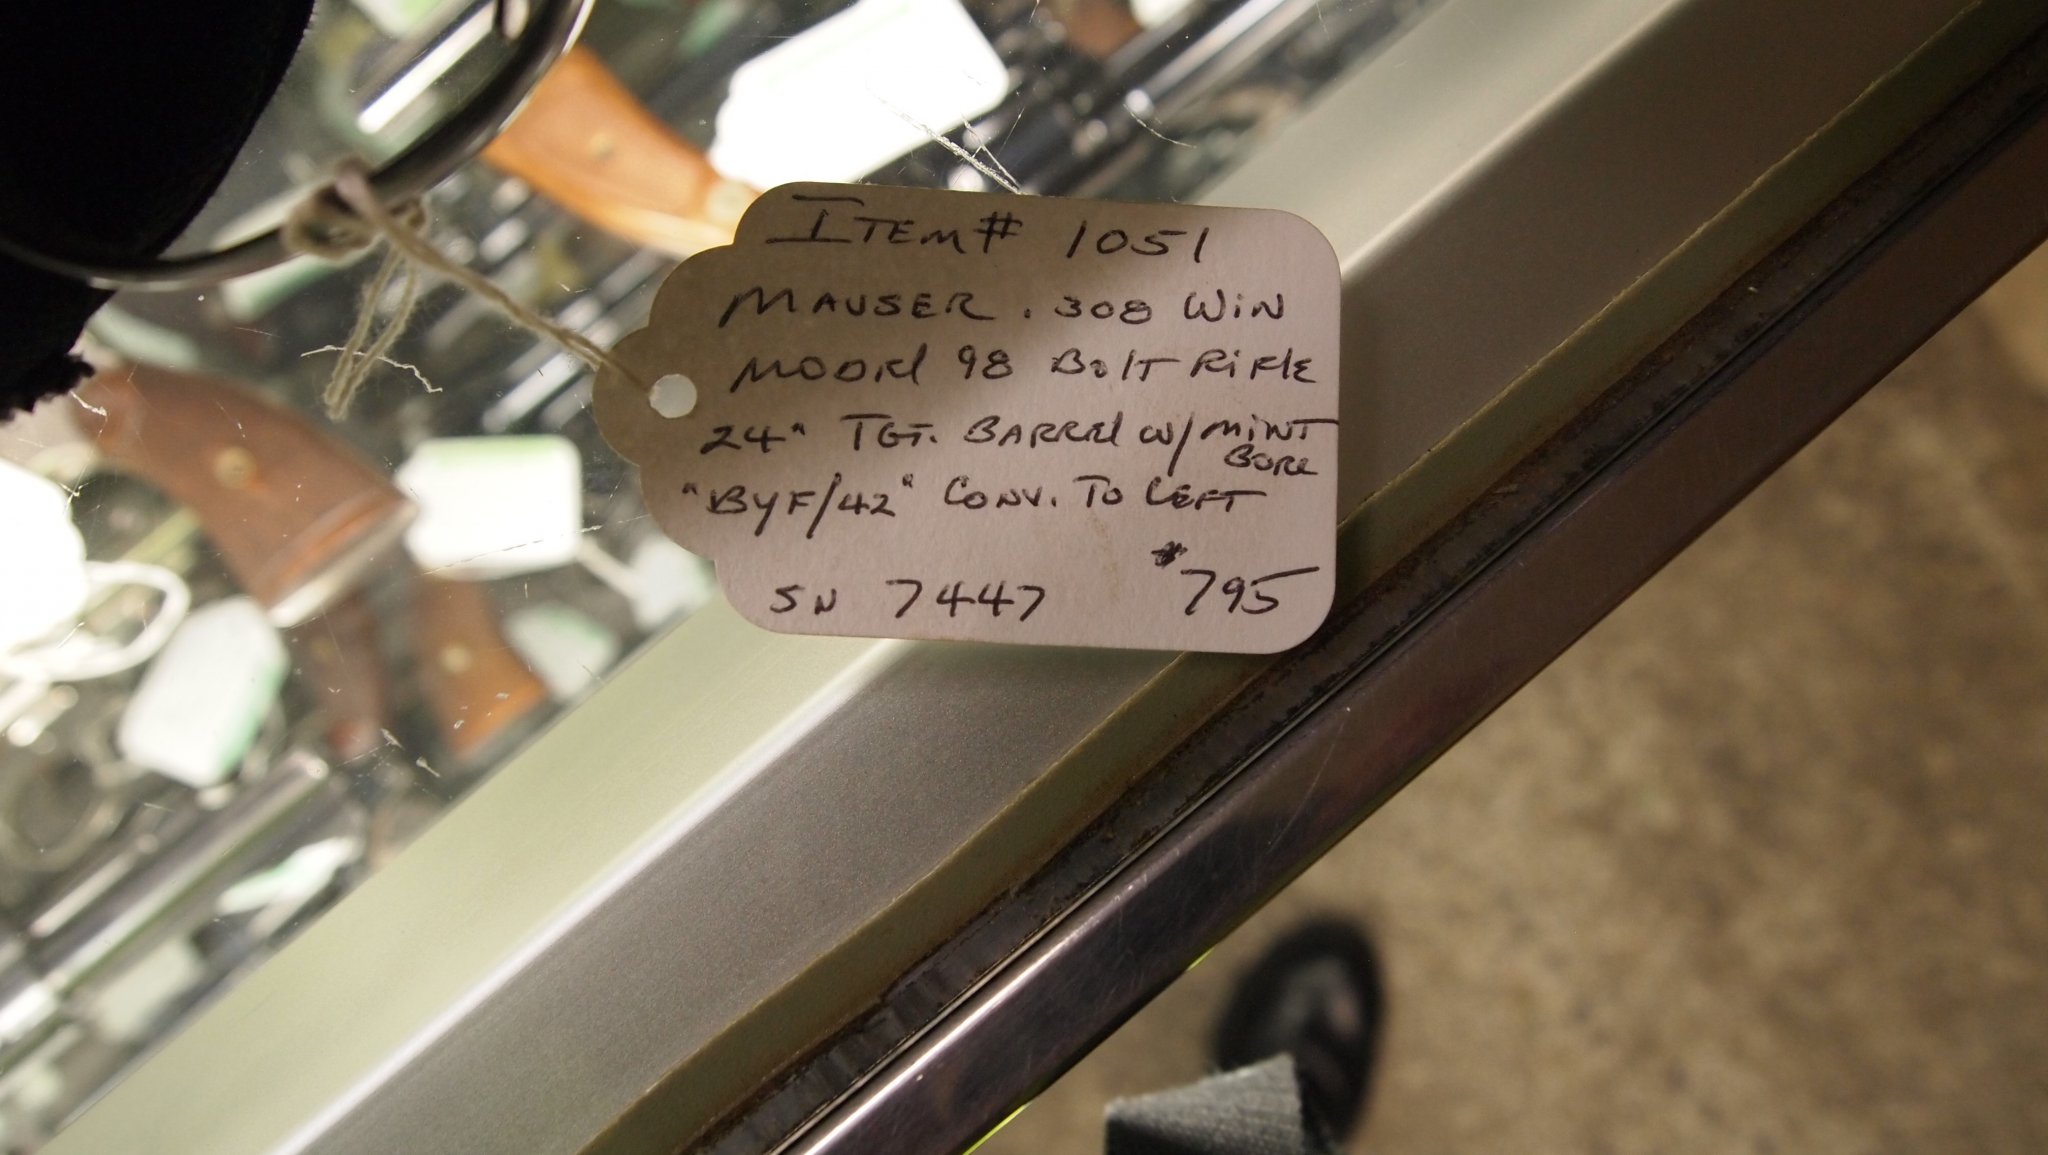 ITEM# 1051
MAUSER .308 WIN
MODEL 98 BOLT RIFLE
24" TGT. BARREL W/ MINT
BORE
"BYF/42" CONV. TO LEFT
$
SN 7447 795